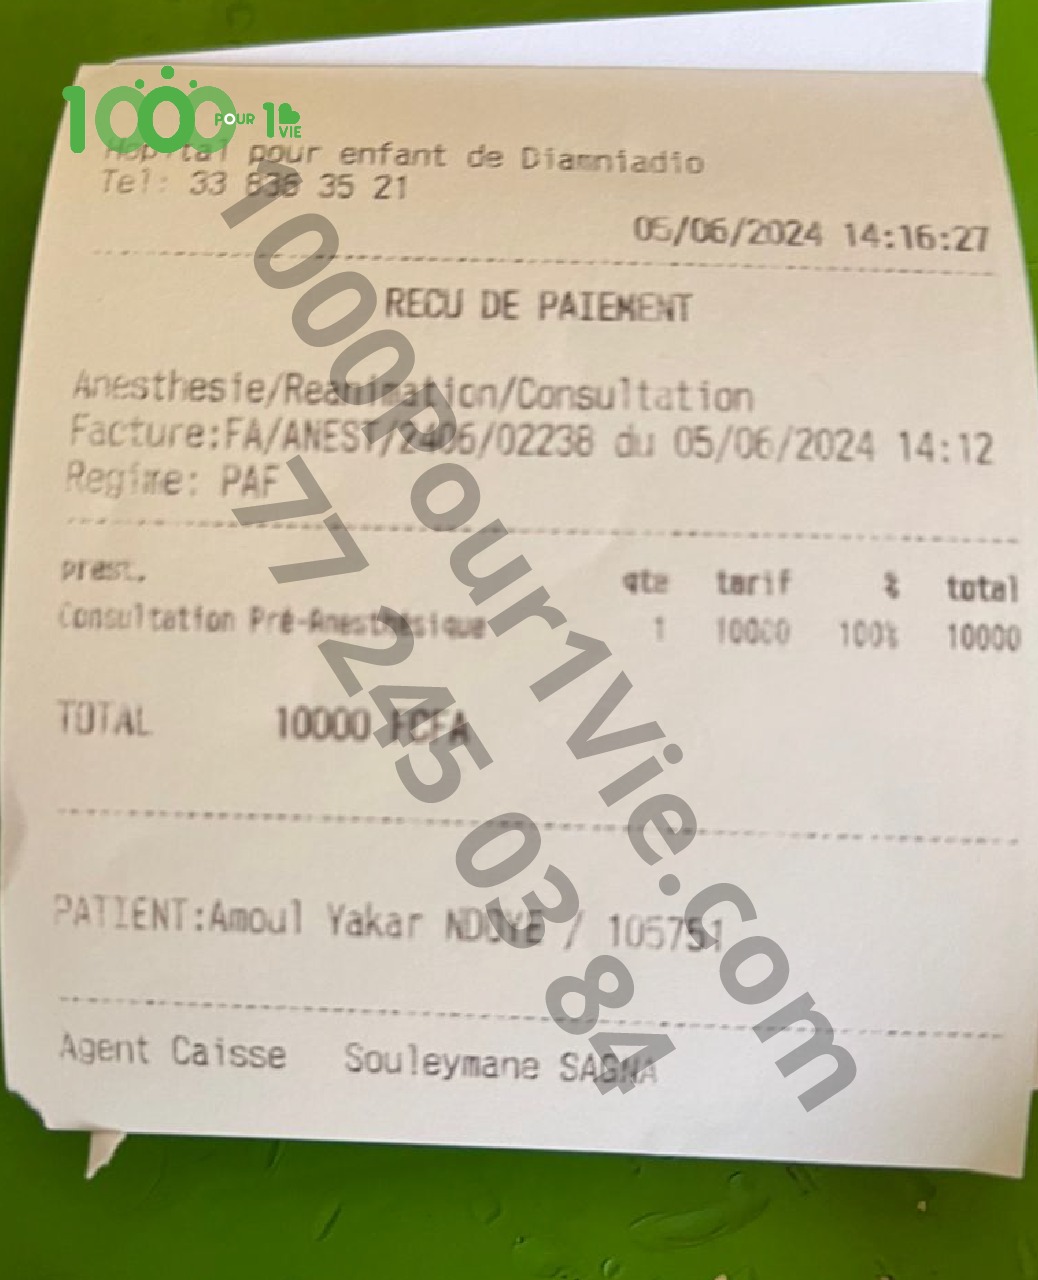 1000 POUR 1 VIE
Hopital pour enfant de Diamniadio
Tel: 33 838 35 21
05/06/2024 14:16:27
RECU DE PAIEMENT
Anesthesie/Reanimation/Consultation
Facture:FA/ANEST/2406/02238 du 05/06/2024 14:12
Regime: PAF
prest. qte tarif % total
Consultation Pré-Anesthésique 1 10000 100% 10000
TOTAL 10000 FCFA
PATIENT:Amoul Yakar NDOYE / 105751
Agent Caisse Souleymane SAGNA
1000Pour1Vie.com
77 245 03 84